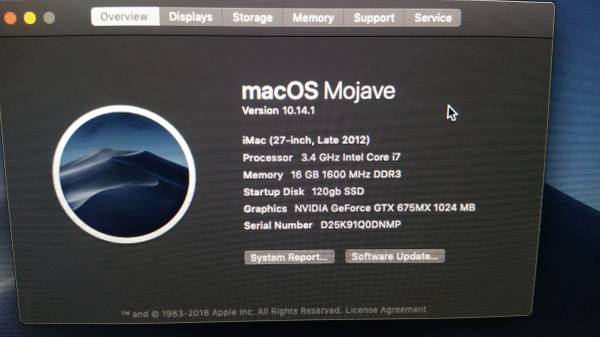 Overview Displays Storage Memory Support Service
macOS Mojave
Version 10.14.1
iMac (27-inch, Late 2012)
Processor 3.4 GHz Intel Core i7
Memory 16 GB 1600 MHz DDR3
Startup Disk 120gb SSD
Graphics NVIDIA GeForce GTX 675MX 1024 MB
Serial Number D25K91Q0DNMP
System Report... Software Update...
™ and © 1983-2018 Apple Inc. All Rights Reserved. License Agreement